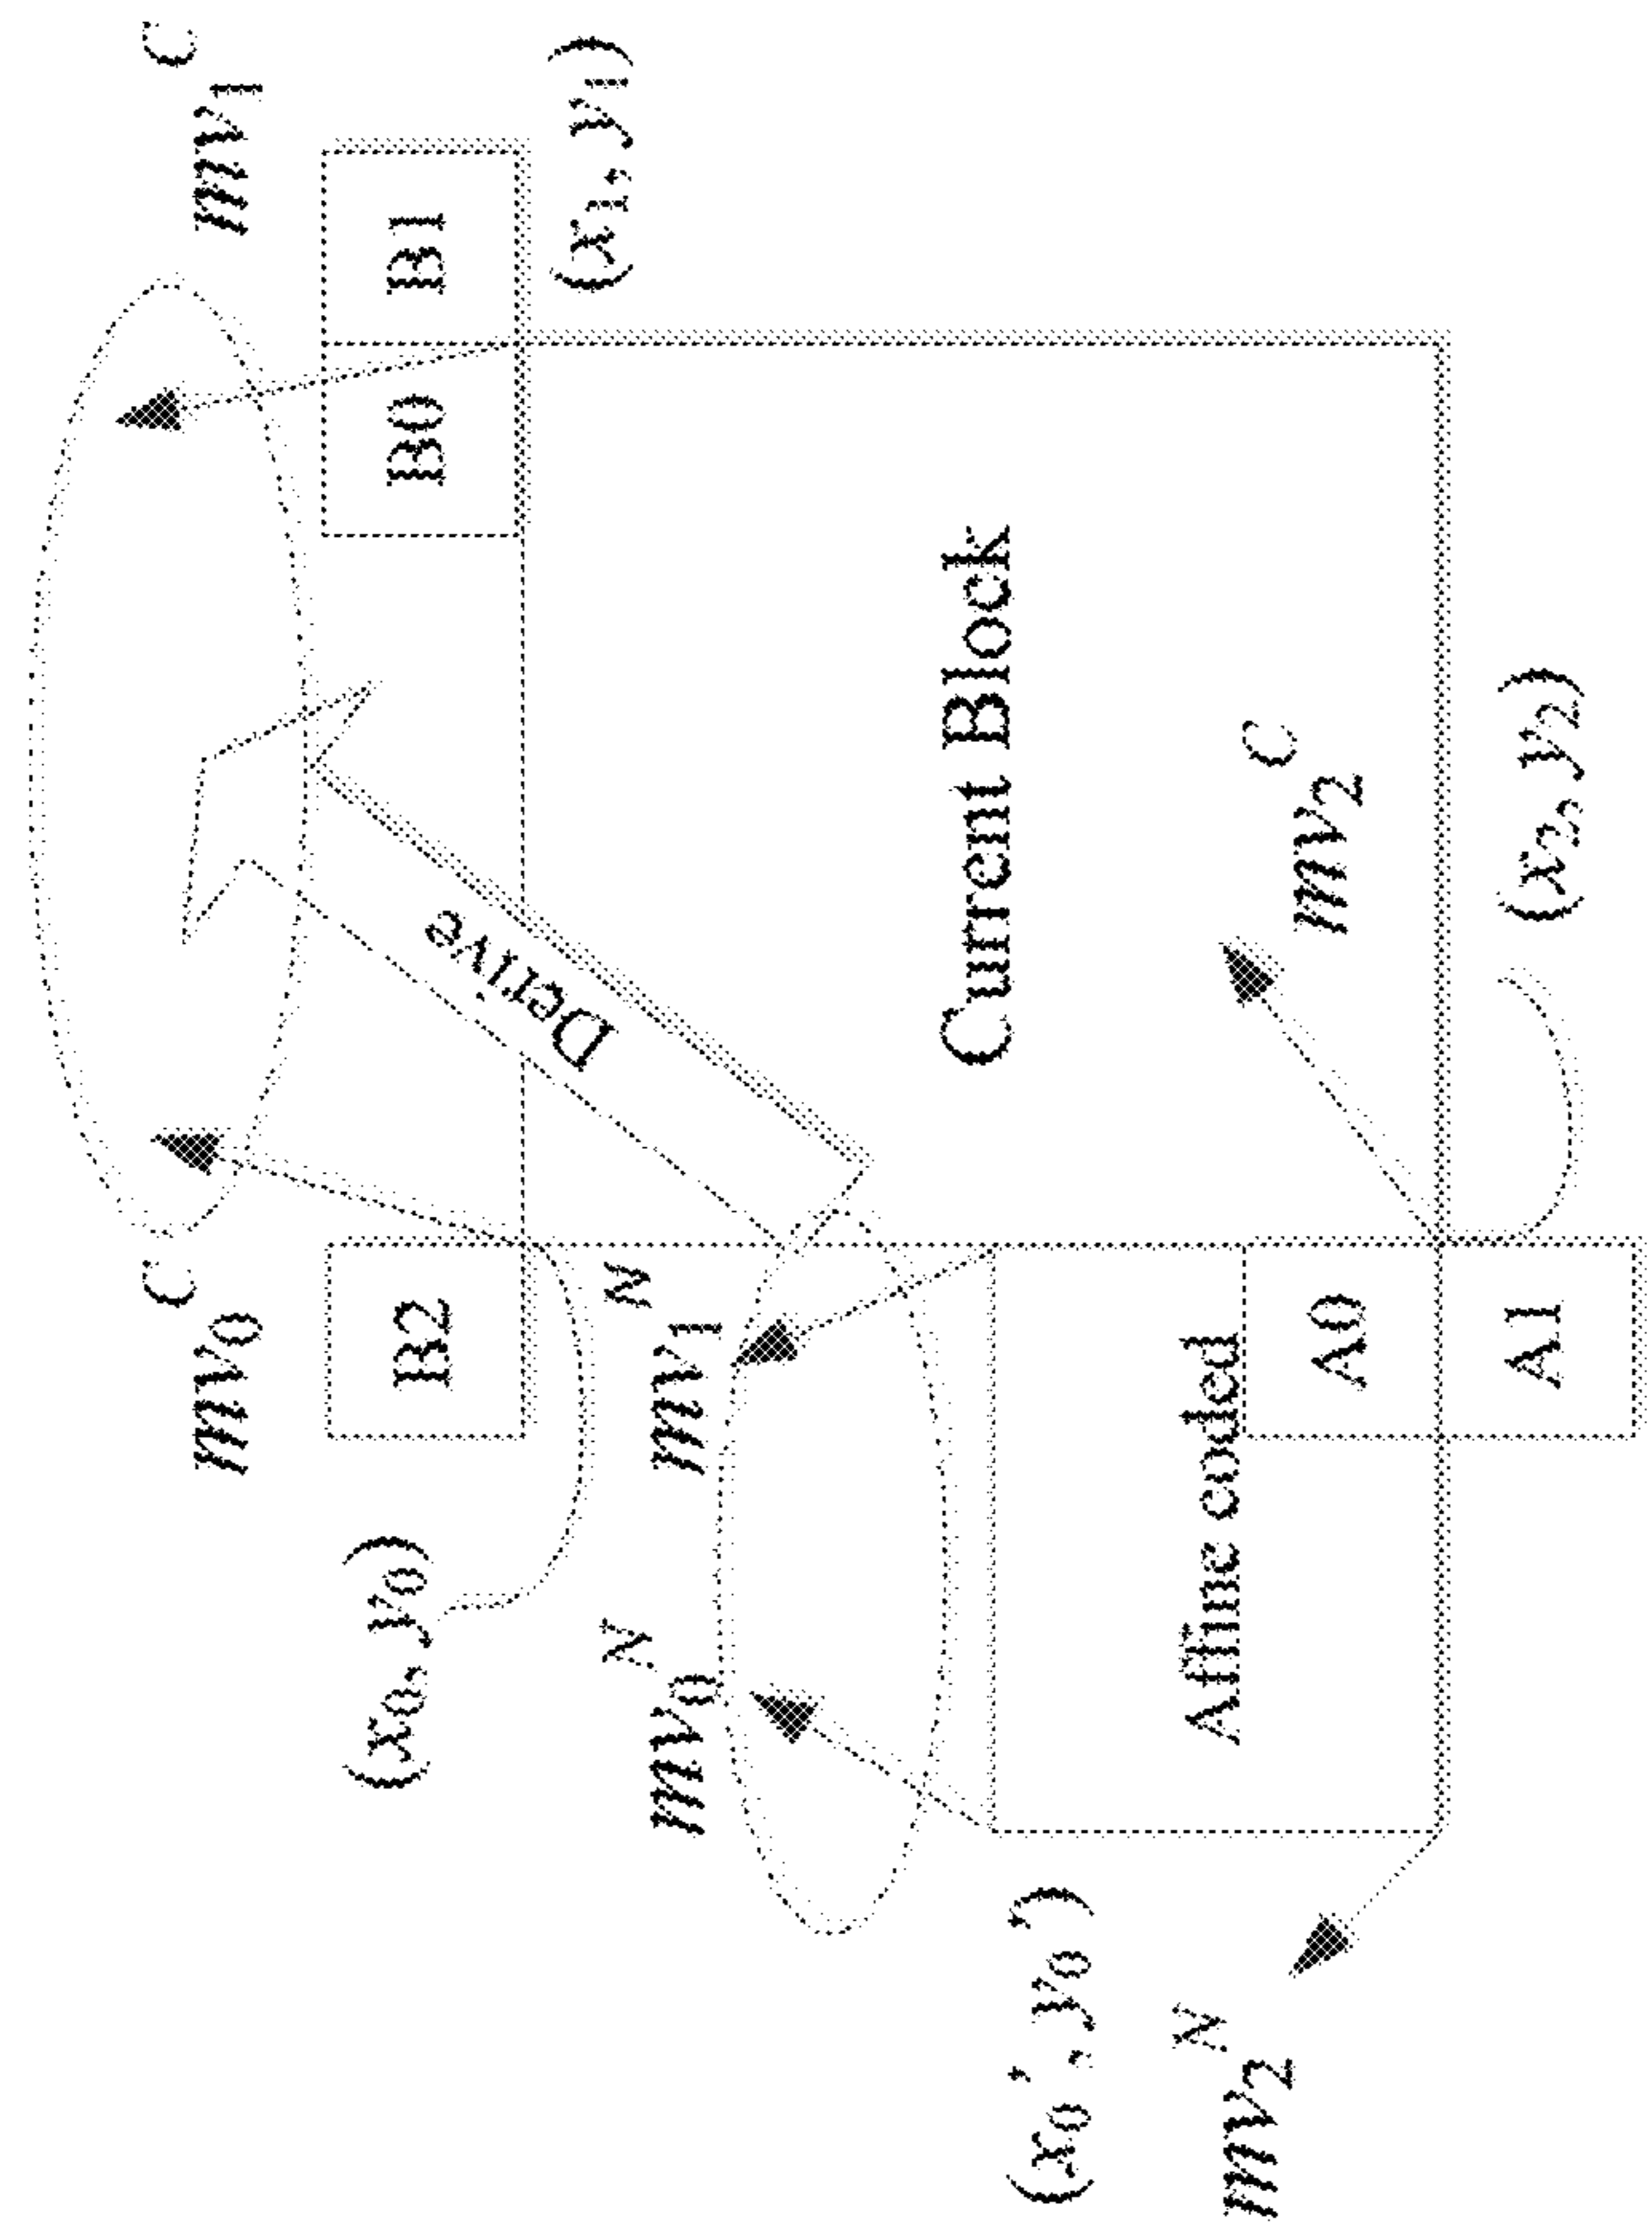 mv₀ᶜ
mv₁ᶜ
(x₀, y₀)
B2
B0
B1
Derive
(x₁, y₁)
mv₀ᴺ
mv₁ᴺ
Current Block
(x₀', y₀')
Affine coded
mv₂ᴺ
A0
mv₂ᶜ
A1
(x₂, y₂)